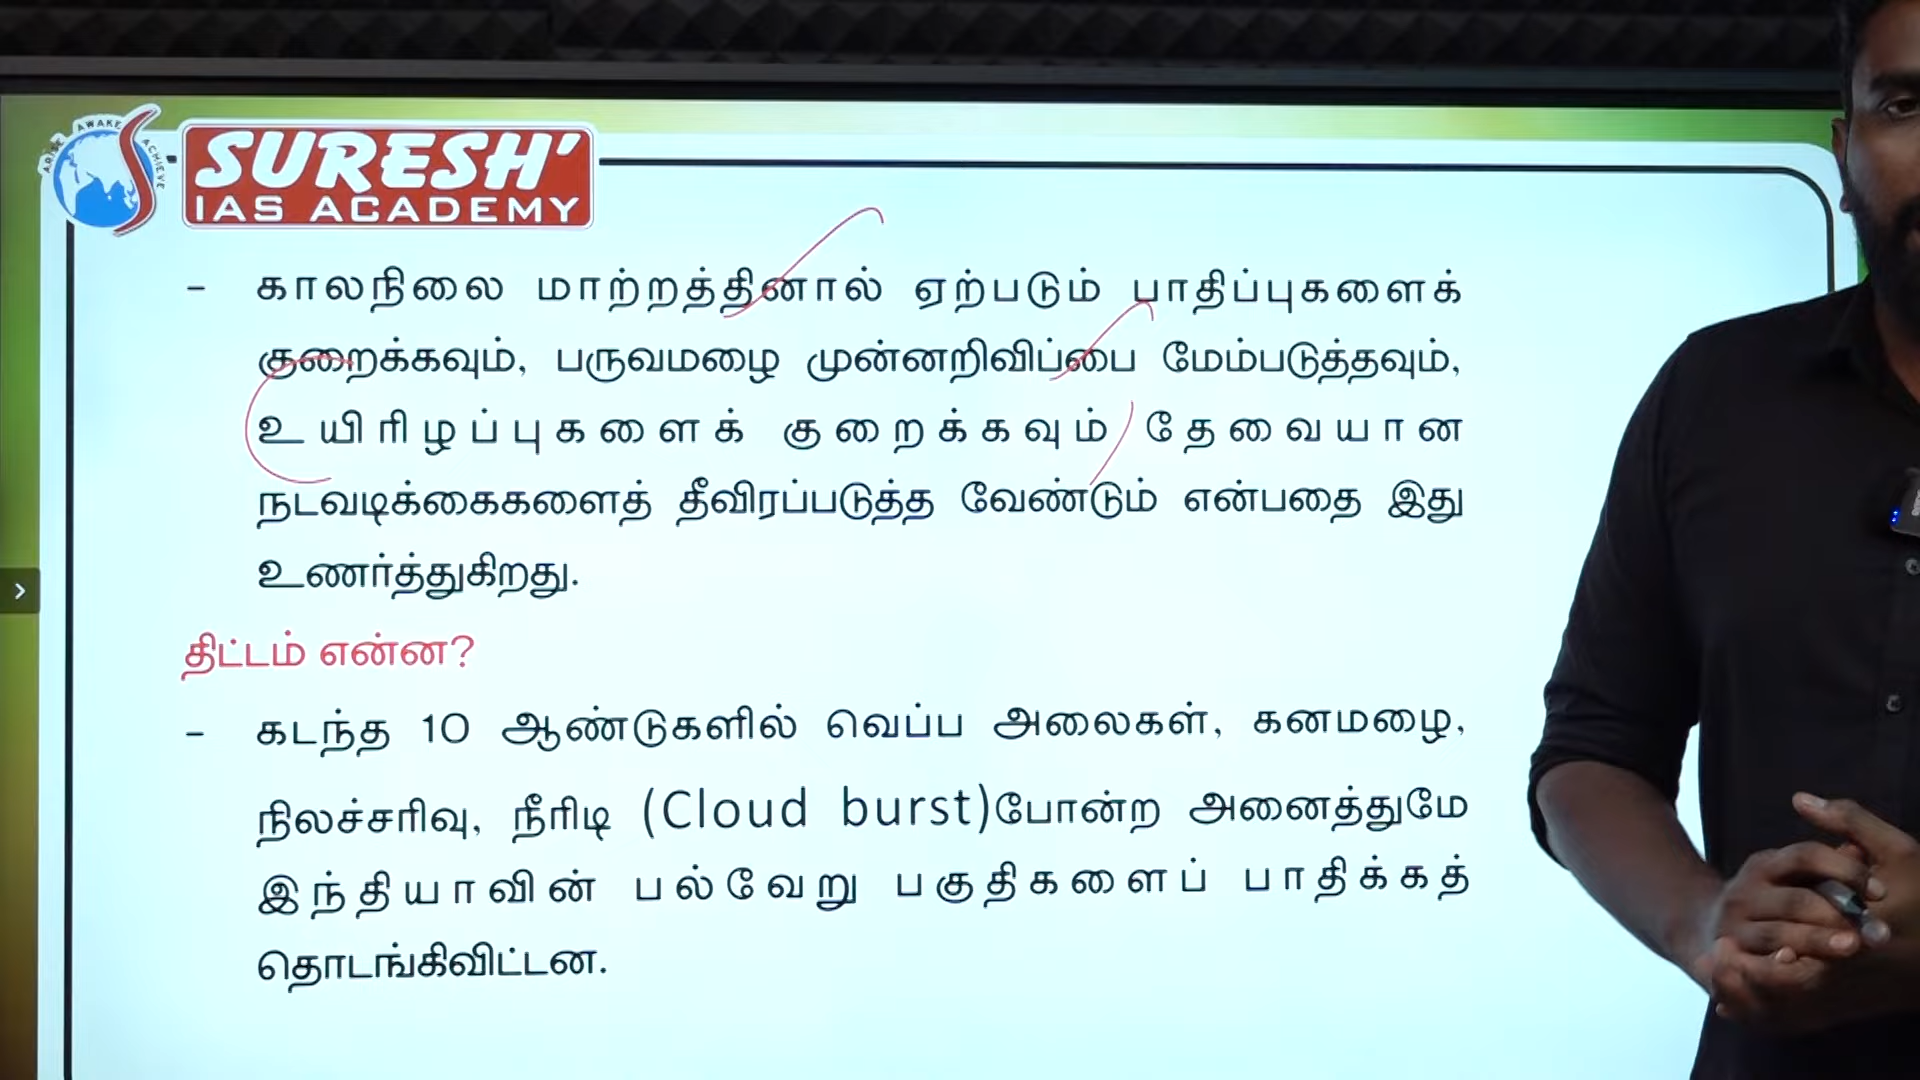 ARISE AWAKE ACHIEVE
SURESH'
IAS ACADEMY
- காலநிலை மாற்றத்தினால் ஏற்படும் பாதிப்புகளைக்
குறைக்கவும், பருவமழை முன்னறிவிப்பை மேம்படுத்தவும்,
உயிரிழப்புகளைக் குறைக்கவும் தேவையான
நடவடிக்கைகளைத் தீவிரப்படுத்த வேண்டும் என்பதை இது
உணர்த்துகிறது.
திட்டம் என்ன?
- கடந்த 10 ஆண்டுகளில் வெப்ப அலைகள், கனமழை,
நிலச்சரிவு, நீரிடி (Cloud burst)போன்ற அனைத்துமே
இந்தியாவின் பல்வேறு பகுதிகளைப் பாதிக்கத்
தொடங்கிவிட்டன.